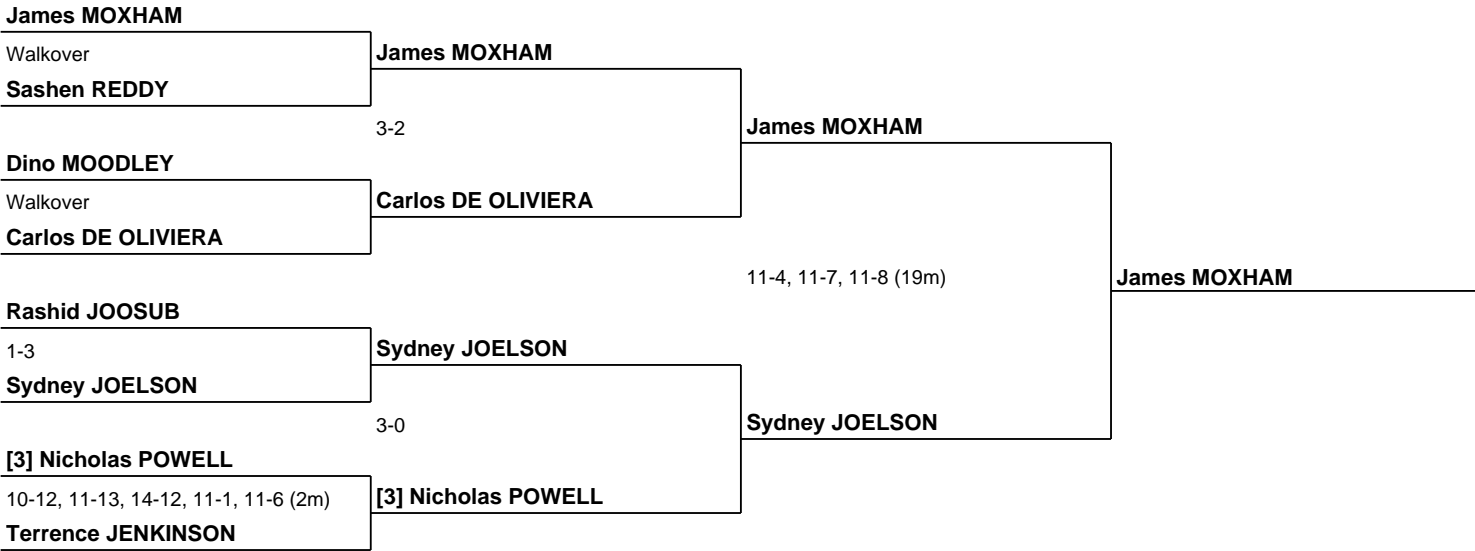 James MOXHAM
Walkover
James MOXHAM
Sashen REDDY
3-2
James MOXHAM
Dino MOODLEY
Walkover
Carlos DE OLIVIERA
Carlos DE OLIVIERA
11-4, 11-7, 11-8 (19m)
James MOXHAM
Rashid JOOSUB
1-3
Sydney JOELSON
Sydney JOELSON
3-0
Sydney JOELSON
[3] Nicholas POWELL
10-12, 11-13, 14-12, 11-1, 11-6 (2m)
[3] Nicholas POWELL
Terrence JENKINSON